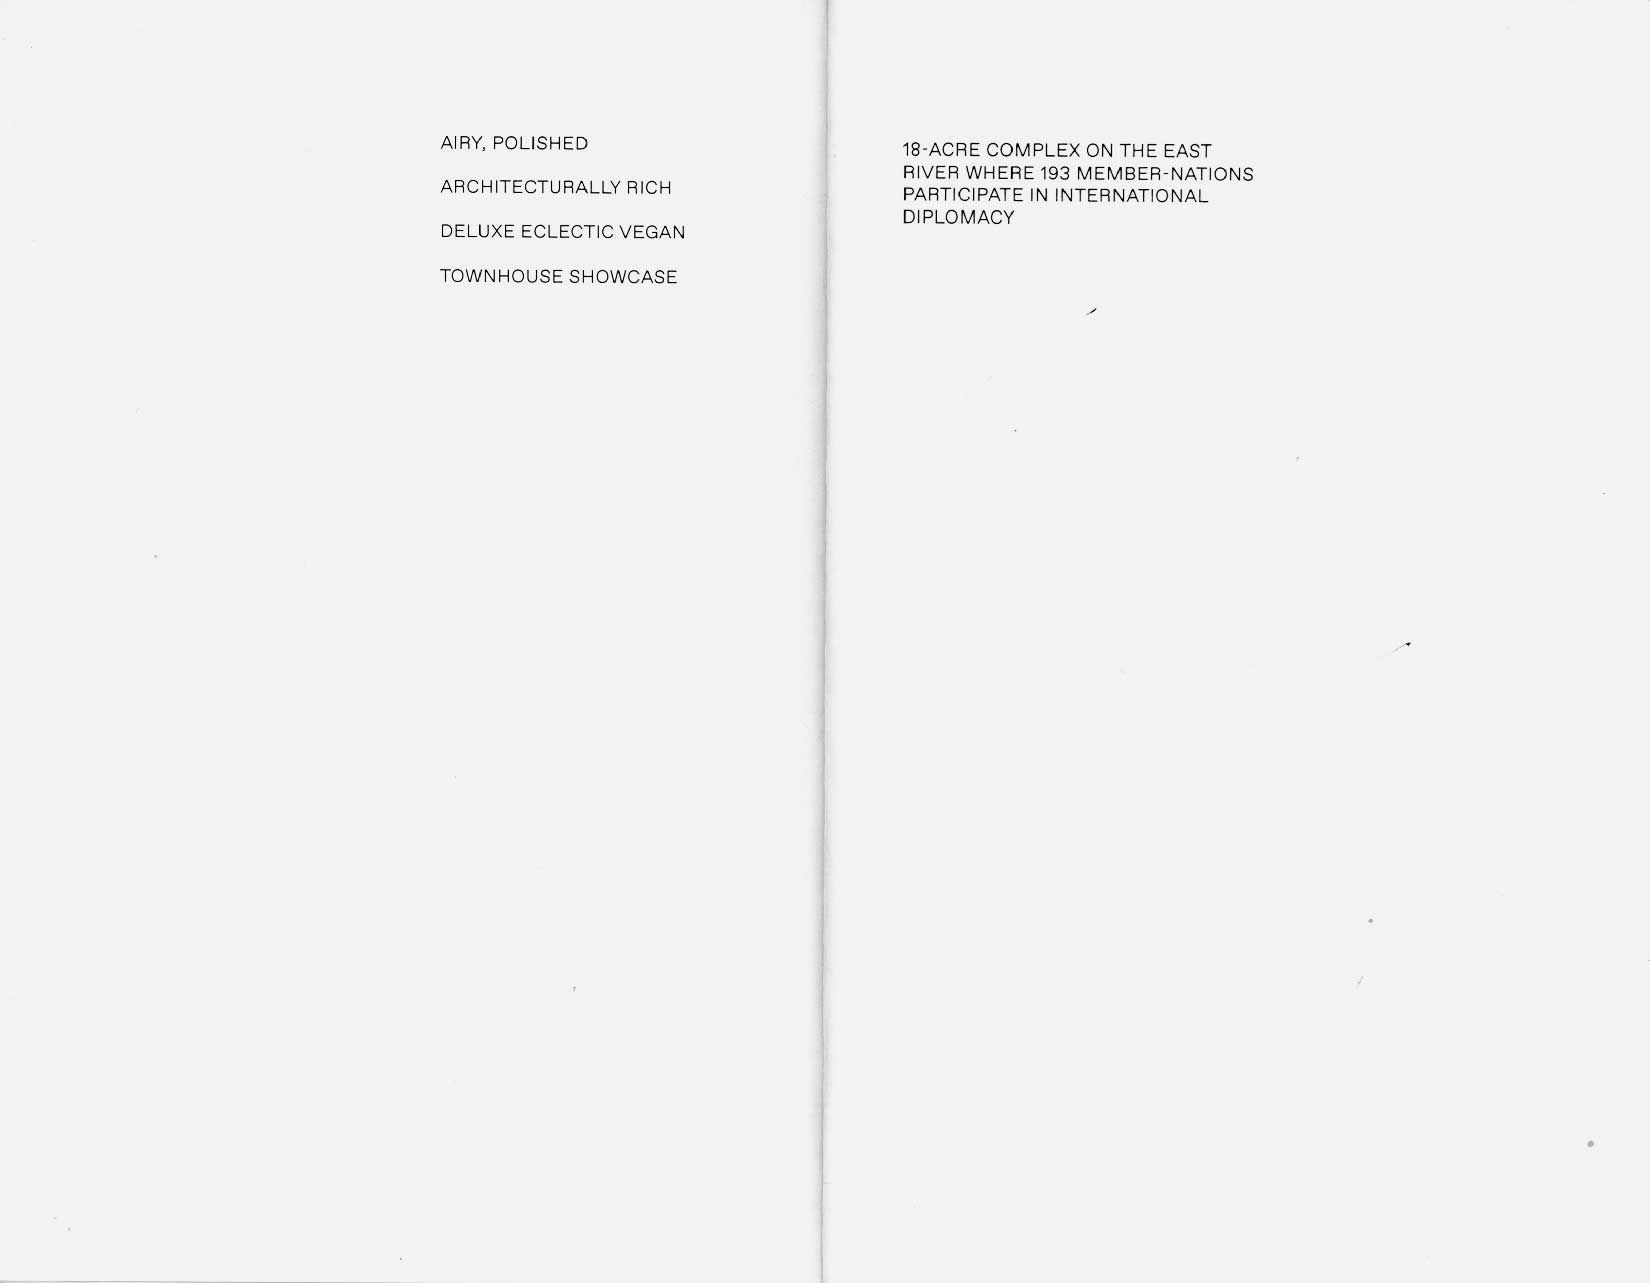 AIRY, POLISHED
ARCHITECTURALLY RICH
DELUXE ECLECTIC VEGAN
TOWNHOUSE SHOWCASE
18-ACRE COMPLEX ON THE EAST
RIVER WHERE 193 MEMBER-NATIONS
PARTICIPATE IN INTERNATIONAL
DIPLOMACY